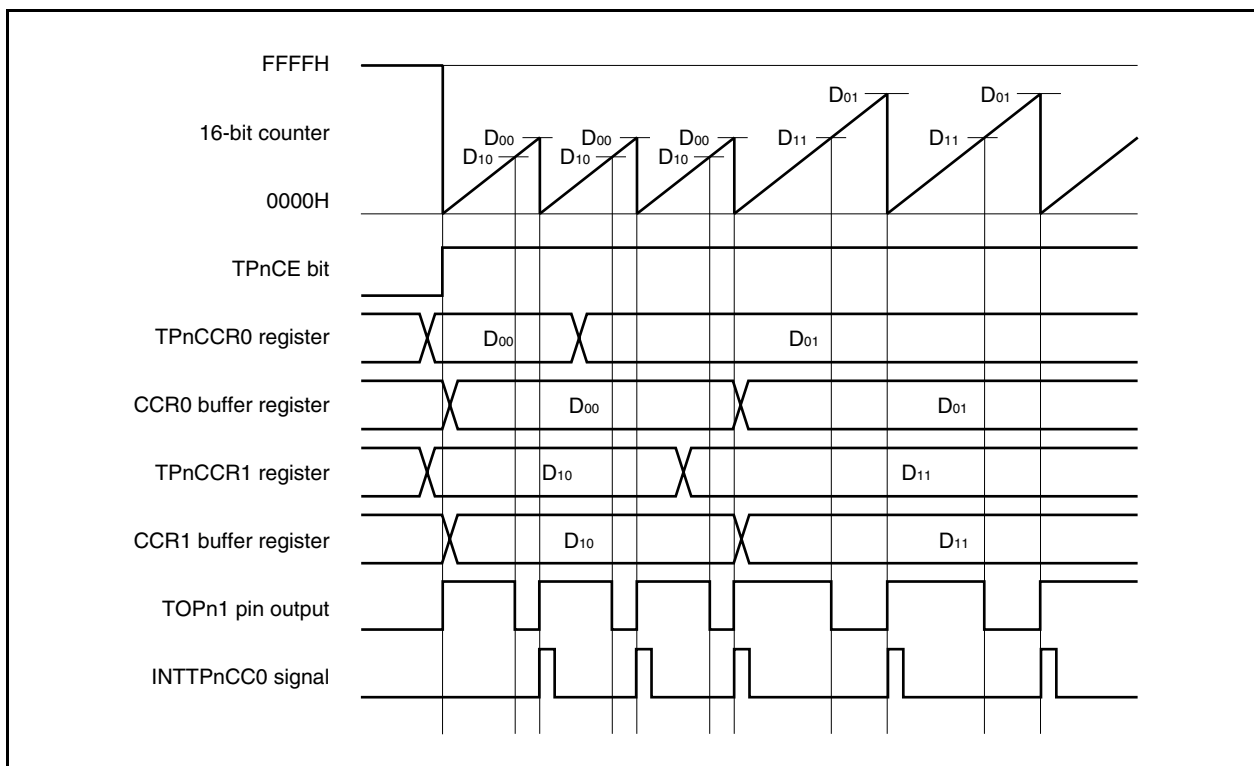 FFFFH
D01 D01
16-bit counter D00 D00 D00 D11 D11
D10 D10 D10
0000H
TPnCE bit
TPnCCR0 register D00 D01
CCR0 buffer register D00 D01
TPnCCR1 register D10 D11
CCR1 buffer register D10 D11
TOPn1 pin output
INTTPnCC0 signal